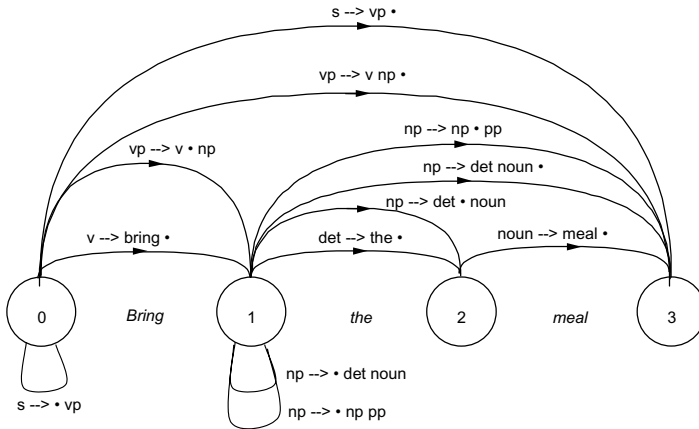 s --> vp •
vp --> v np •
np --> np • pp
vp --> v • np
np --> det noun •
np --> det • noun
v --> bring •
det --> the •
noun --> meal •
0 Bring 1 the 2 meal 3
np --> • det noun
s --> • vp
np --> • np pp